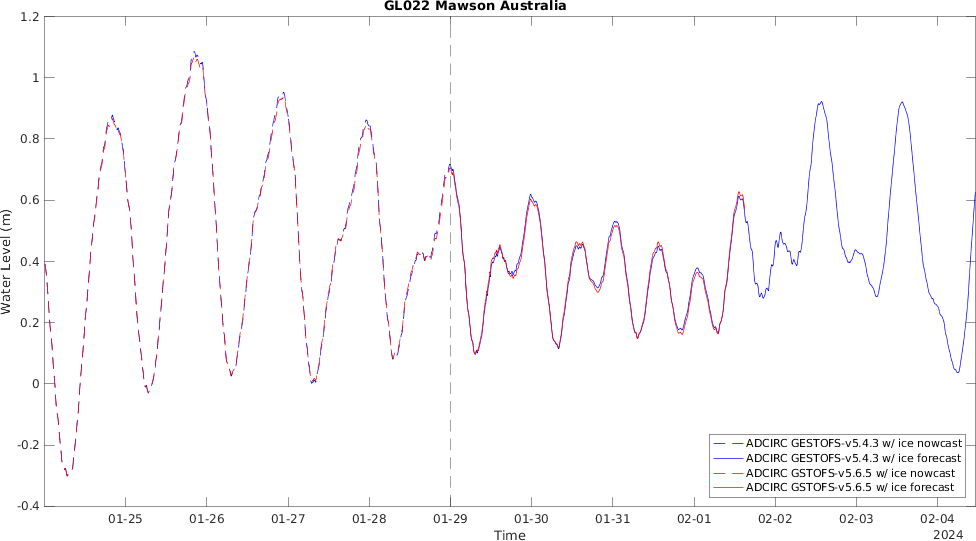 GL022 Mawson Australia
1.2
1
0.8
0.6
0.4
0.2
0
-0.2
-0.4
Water Level (m)
01-25 01-26 01-27 01-28 01-29 01-30 01-31 02-01 02-02 02-03 02-04
Time
2024
ADCIRC GESTOFS-v5.4.3 w/ ice nowcast
ADCIRC GESTOFS-v5.4.3 w/ ice forecast
ADCIRC GSTOFS-v5.6.5 w/ ice nowcast
ADCIRC GSTOFS-v5.6.5 w/ ice forecast